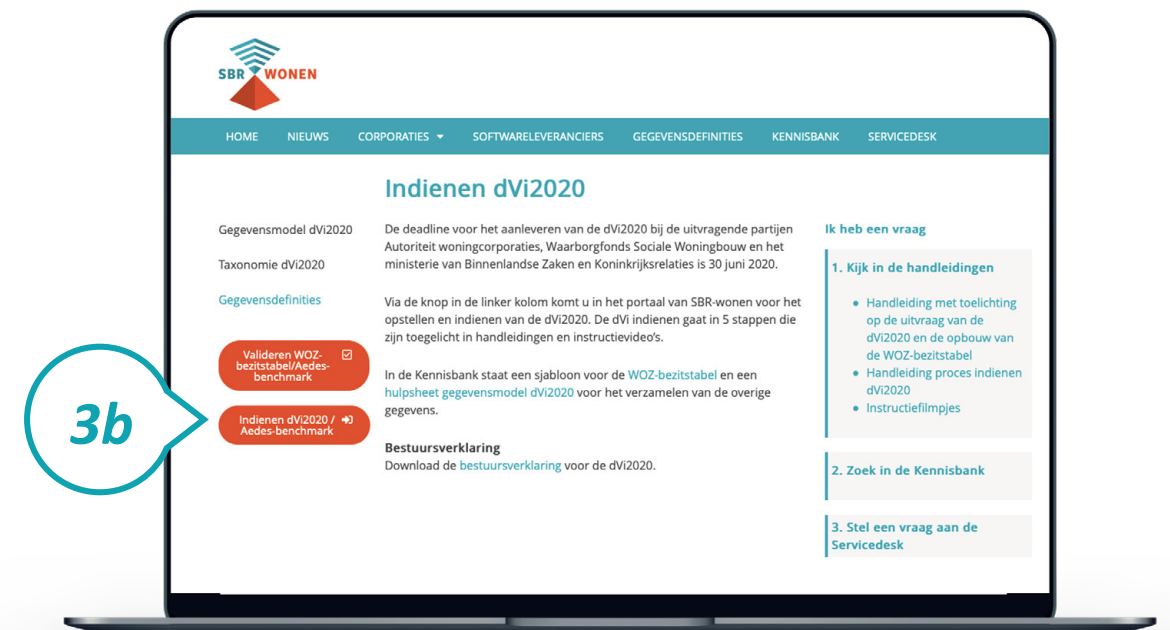 SBR WONEN
HOME NIEUWS CORPORATIES SOFTWARELEVERANCIERS GEGEVENSDEFINITIES KENNISBANK SERVICEDESK
Indienen dVi2020
Gegevensmodel dVi2020
Taxonomie dVi2020
Gegevensdefinities
Valideren WOZ-
bezitstabel/Aedes-
benchmark
Indienen dVi2020 /
Aedes-benchmark
3b
De deadline voor het aanleveren van de dVi2020 bij de uitvragende partijen
Autoriteit woningcorporaties, Waarborgfonds Sociale Woningbouw en het
ministerie van Binnenlandse Zaken en Koninkrijksrelaties is 30 juni 2020.
Via de knop in de linker kolom komt u in het portaal van SBR-wonen voor het
opstellen en indienen van de dVi2020. De dVi indienen gaat in 5 stappen die
zijn toegelicht in handleidingen en instructievideo's.
In de Kennisbank staat een sjabloon voor de WOZ-bezitstabel en een
hulpsheet gegevensmodel dVi2020 voor het verzamelen van de overige
gegevens.
Bestuursverklaring
Download de bestuursverklaring voor de dVi2020.
Ik heb een vraag
1. Kijk in de handleidingen
• Handleiding met toelichting
op de uitvraag van de
dVi2020 en de opbouw van
de WOZ-bezitstabel
• Handleiding proces indienen
dVi2020
• Instructiefilmpjes
2. Zoek in de Kennisbank
3. Stel een vraag aan de
Servicedesk